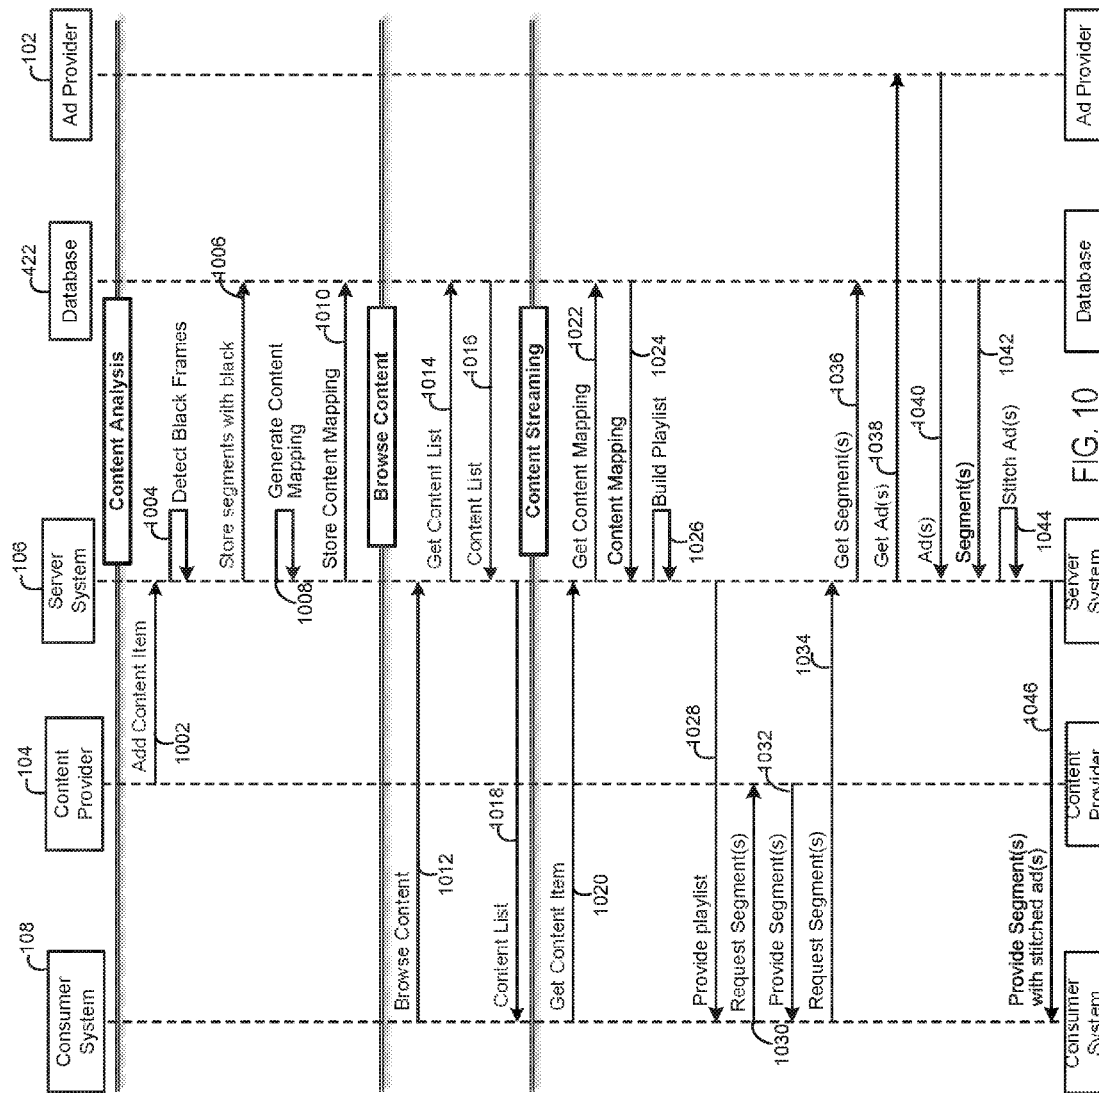 108
Consumer
System
104
Content
Provider
106
Server
System
422
Database
102
Ad Provider
Content Analysis
Add Content Item
1002
1004
Detect Black Frames
Store segments with black
1006
Generate Content
Mapping
1008
Store Content Mapping
1010
Browse Content
Browse Content
1012
Get Content List
1014
Content List
1016
Content List
1018
Content Streaming
Get Content Item
1020
Get Content Mapping
1022
Content Mapping
1024
Build Playlist
1026
Provide playlist
1028
Request Segment(s)
1030
Provide Segment(s)
1032
Request Segment(s)
1034
Get Segment(s)
1036
Get Ad(s)
1038
Ad(s)
1040
Segment(s)
1042
Stitch Ad(s)
1044
Provide Segment(s)
with stitched ad(s)
1046
Consumer
System
Content
Provider
Server
System
Database
Ad Provider
FIG. 10